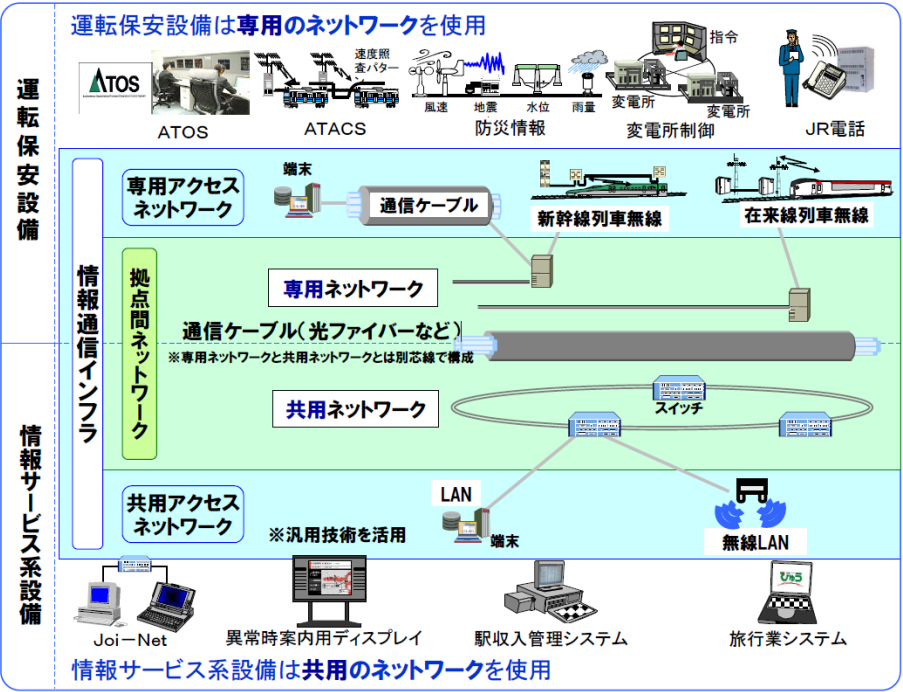 運転保安設備は専用のネットワークを使用
運転保安設備
ATOS
ATOS
速度照
査パター
ATACS
風速
地震
水位
雨量
防災情報
指令
変電所
変電所
変電所制御
JR電話
情報通信インフラ
専用アクセス
ネットワーク
端末
通信ケーブル
新幹線列車無線
在来線列車無線
拠点間ネットワーク
専用ネットワーク
通信ケーブル(光ファイバーなど)
※専用ネットワークと共用ネットワークとは別芯線で構成
共用ネットワーク
スイッチ
情報サービス系設備
共用アクセス
ネットワーク
※汎用技術を活用
LAN
端末
無線LAN
Joi－Net
異常時案内用ディスプレイ
駅収入管理システム
びゅう
旅行業システム
情報サービス系設備は共用のネットワークを使用